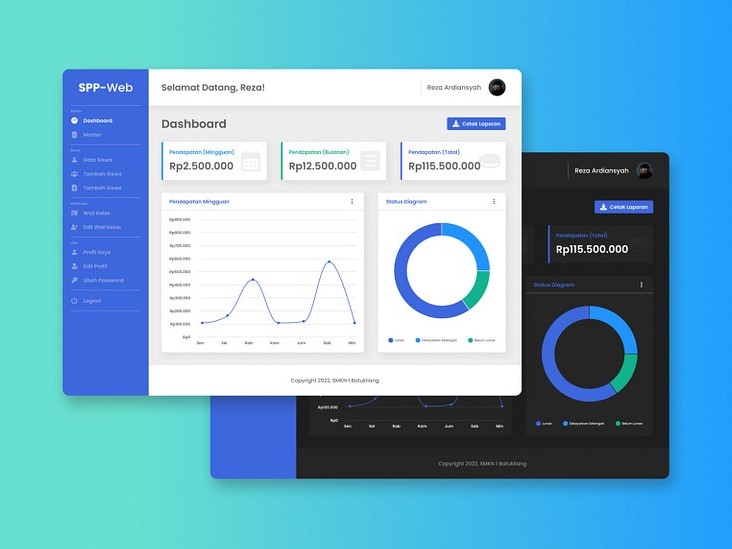 SPP-Web
Dashboard
Master
Data Siswa
Tambah Siswa
Tambah Siswa
Wali Kelas
Wali Kelas
Edit Wali Kelas
Profil Saya
Edit Profil
Ubah Password
Logout
Selamat Datang, Reza!
Reza Ardiansyah
Dashboard
Cetak Laporan
Pendapatan (Mingguan)
Rp2.500.000
Pendapatan (Bulanan)
Rp12.500.000
Pendapatan (Total)
Rp115.500.000
Pendapatan Mingguan
Rp900.000
Rp800.000
Rp700.000
Rp600.000
Rp500.000
Rp400.000
Rp300.000
Rp200.000
Rp100.000
Rp0
Sen
Sel
Rab
Kam
Jum
Sab
Min
Status Diagram
Lunas
Dibayarkan Setengah
Belum Lunas
Copyright 2022, SMKN 1 Batukliang
Reza Ardiansyah
Cetak Laporan
Pendapatan (Total)
Rp115.500.000
Status Diagram
Lunas
Dibayarkan Setengah
Belum Lunas
Rp100.000
Rp0
Sen
Sel
Rab
Kam
Jum
Sab
Min
Copyright 2022, SMKN 1 Batukliang